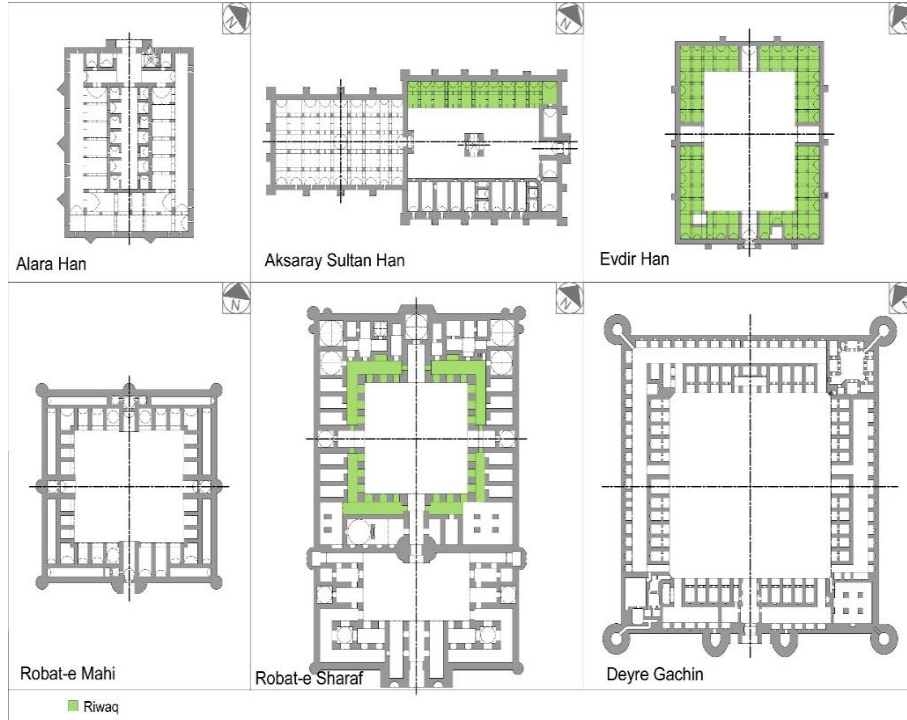 N
N
N
Alara Han
Aksaray Sultan Han
Evdir Han
N
N
N
Robat-e Mahi
Robat-e Sharaf
Deyre Gachin
Riwaq